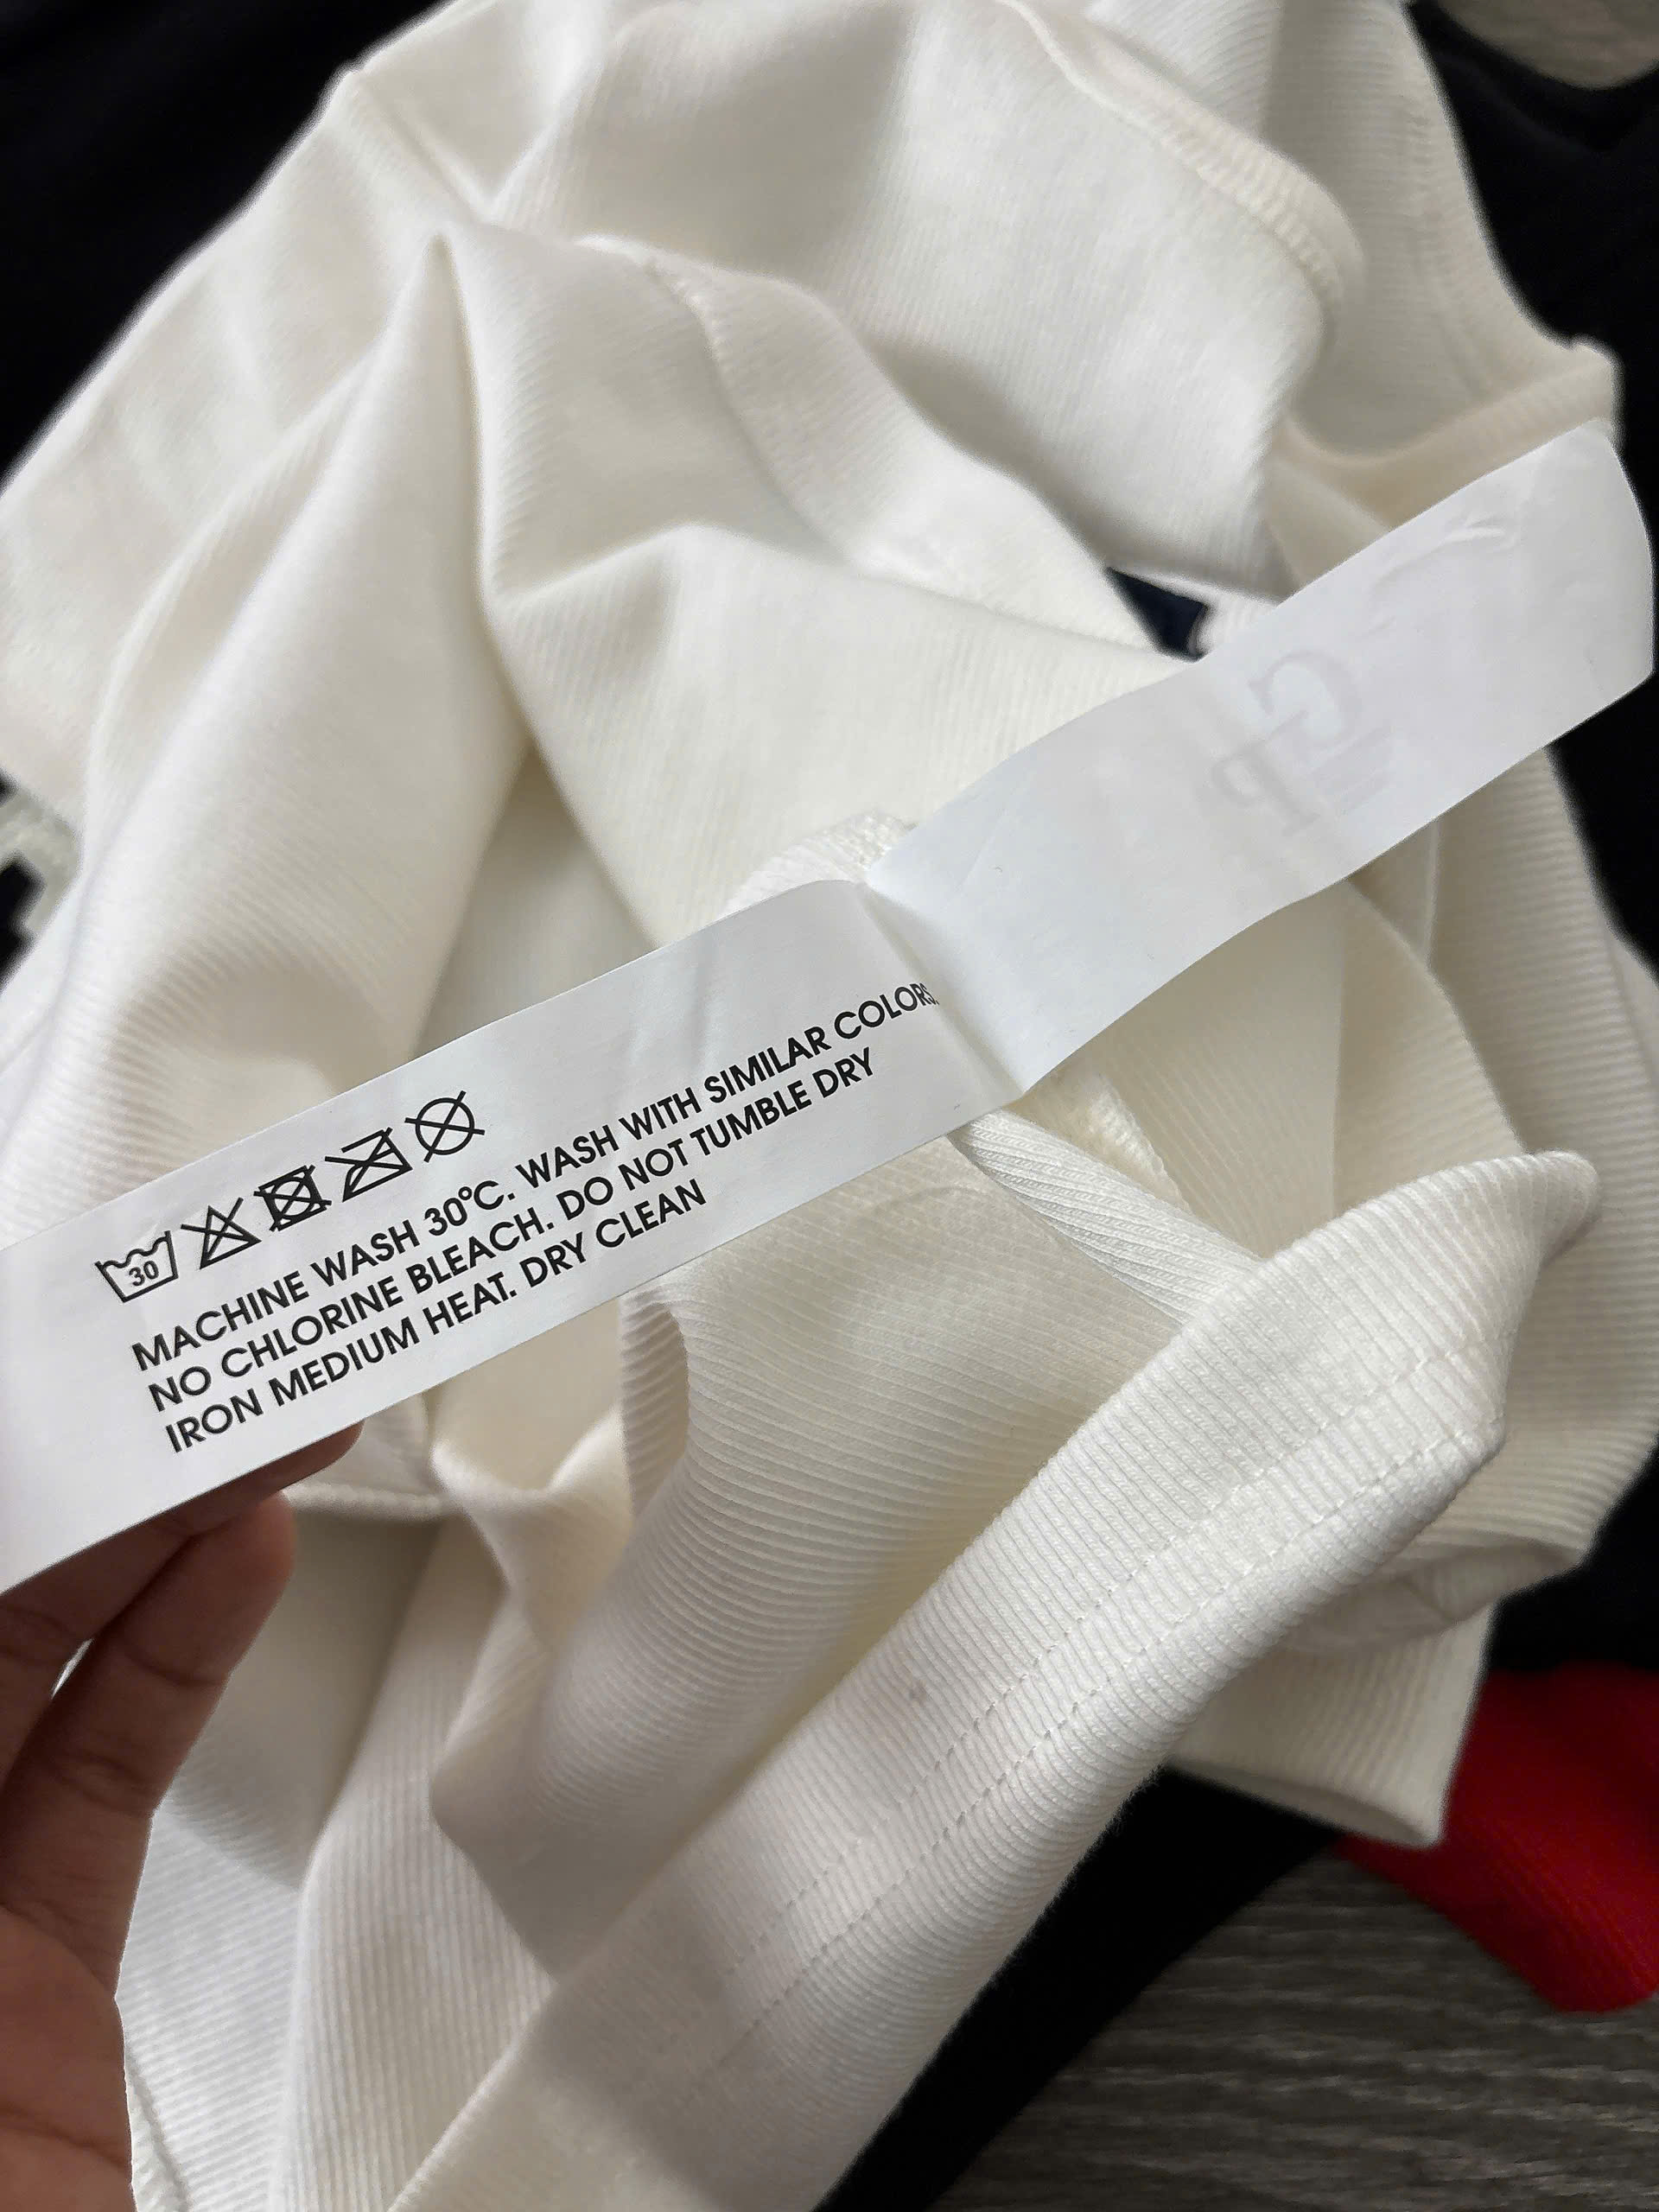 30
MACHINE WASH 30°C. WASH WITH SIMILAR COLORS.
NO CHLORINE BLEACH. DO NOT TUMBLE DRY
IRON MEDIUM HEAT. DRY CLEAN